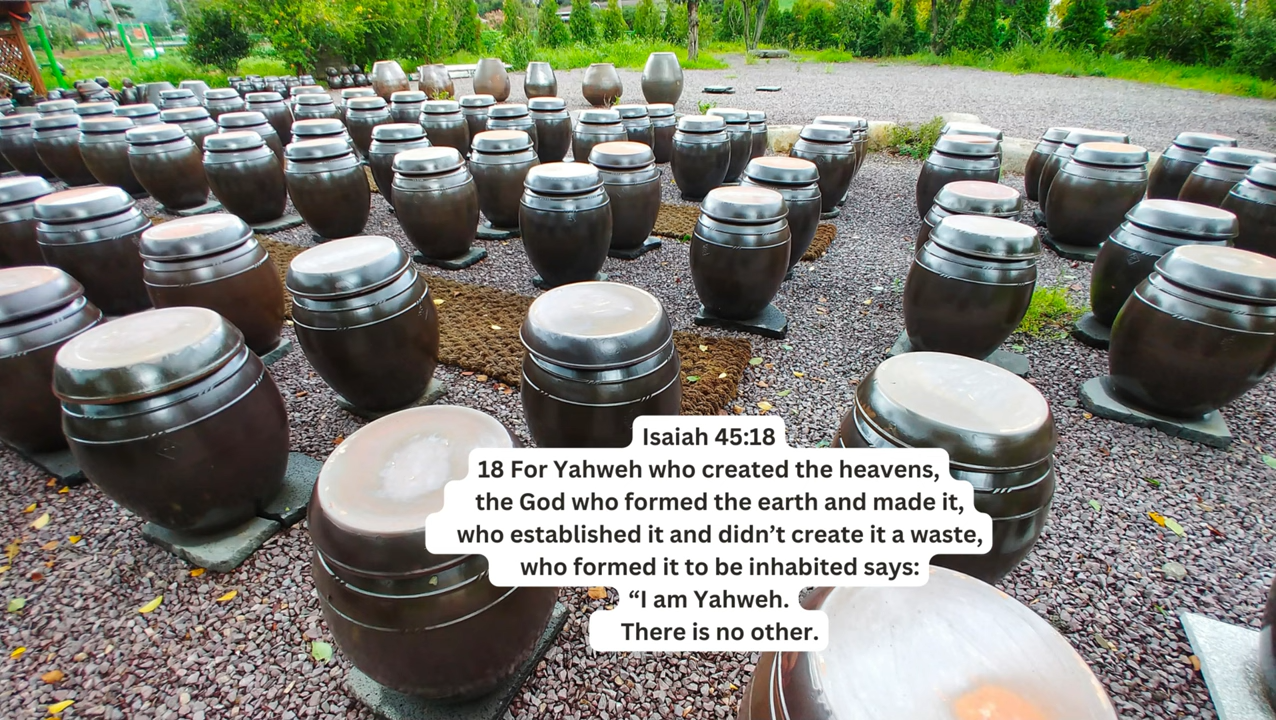 Isaiah 45:18
18 For Yahweh who created the heavens,
the God who formed the earth and made it,
who established it and didn’t create it a waste,
who formed it to be inhabited says:
“I am Yahweh.
There is no other.